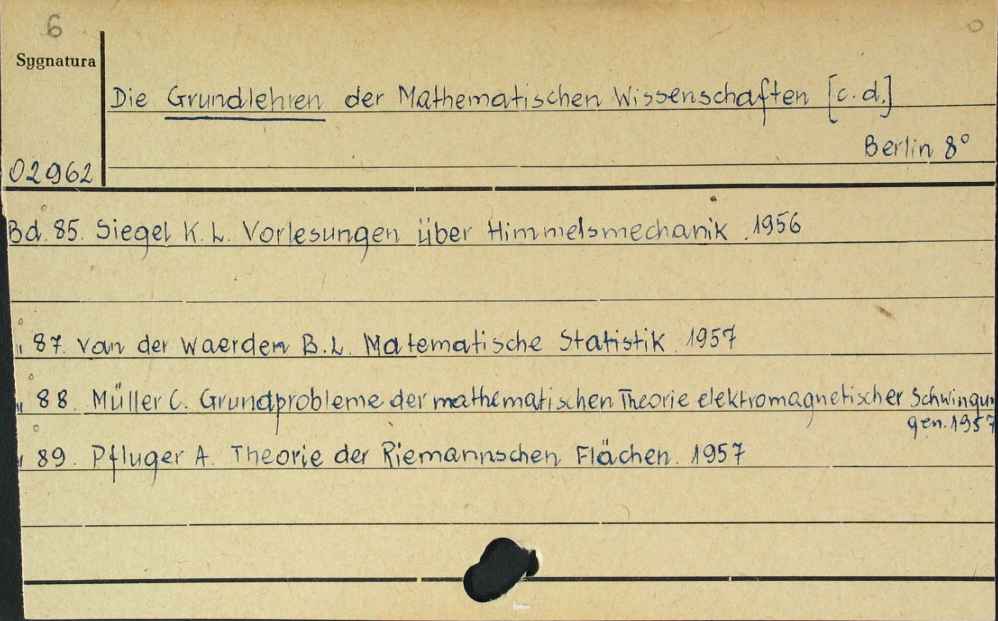 6
Sygnatura
Die Grundlehren der Mathematischen Wissenschaften [c.d.]
Berlin 8°
02962
Bd. 85. Siegel K. L. Vorlesungen über Himmelsmechanik. 1956
" 87. Van der Waerden B.L. Matematische Statistik. 1957
" 88. Müller C. Grundprobleme der mathematischen Theorie elektromagnetischer Schwingun
gen. 1957
" 89. Pfluger A. Theorie der Riemannschen Flächen. 1957